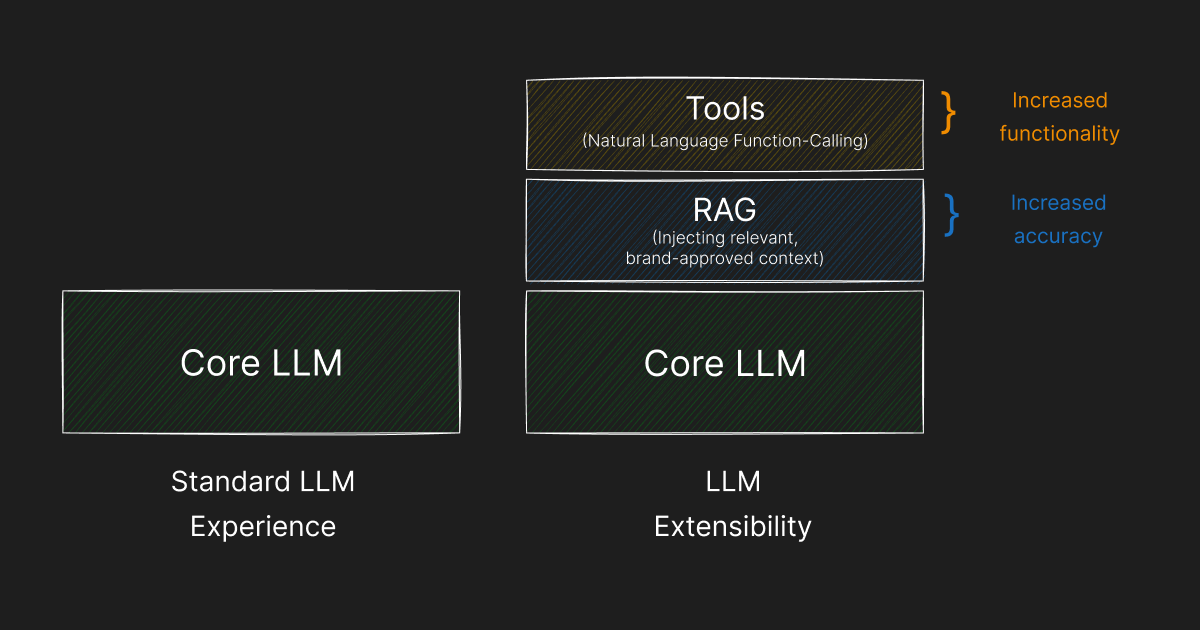 Tools
(Natural Language Function-Calling)
} Increased
functionality
RAG
(Injecting relevant,
brand-approved context)
} Increased
accuracy
Core LLM
Core LLM
Standard LLM
Experience
LLM
Extensibility